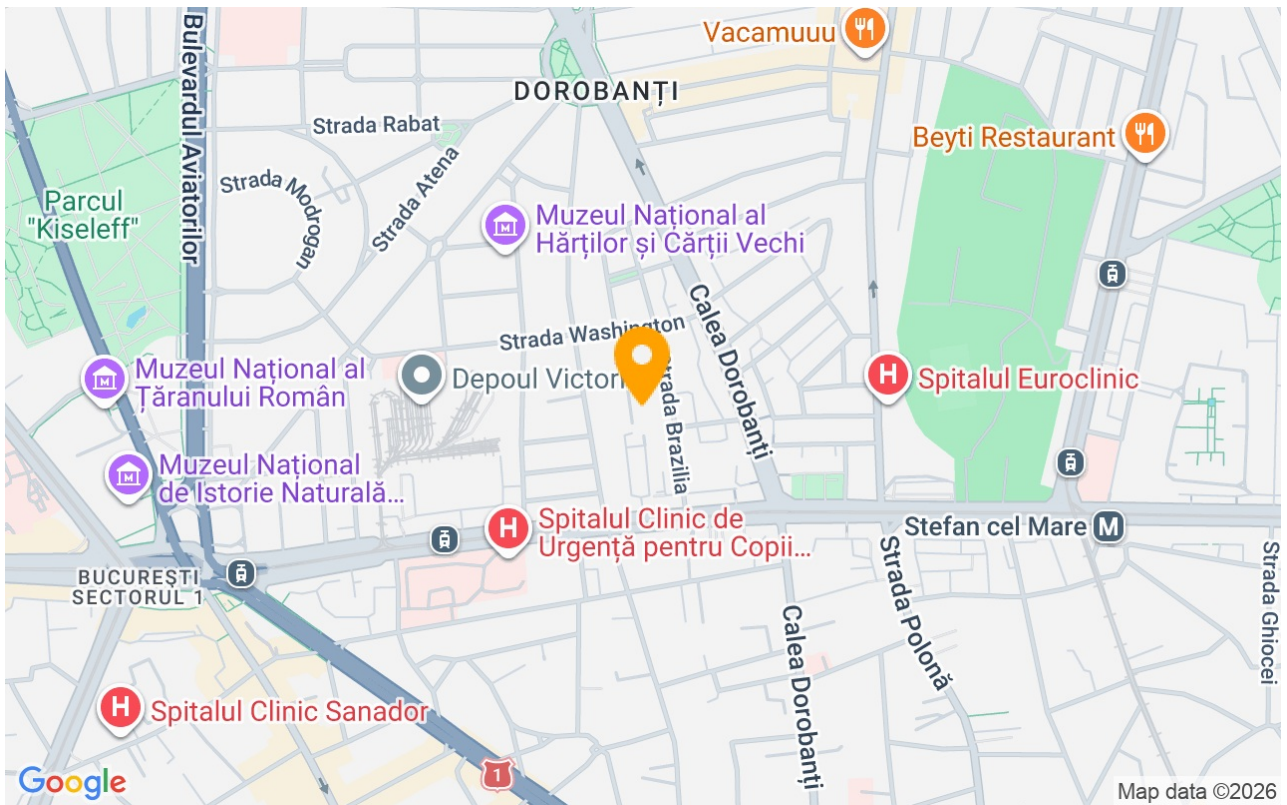 Vacamuuu
DOROBANȚI
Bulevardul Aviatorilor
Strada Rabat
Beyti Restaurant
Strada Atena
Strada Modrogan
Parcul
"Kiseleff"
Muzeul Național al
Hărților și Cărții Vechi
Calea Dorobanți
Strada Washington
Muzeul Național al
Țăranului Român
Depoul Victori
Strada Brazilia
H
Spitalul Euroclinic
Muzeul Național
de Istorie Naturală...
H
Spitalul Clinic de
Urgență pentru Copii...
Stefan cel Mare
M
BUCUREȘTI
SECTORUL 1
Strada Polonă
Strada Ghiocei
Calea Dorobanți
H
Spitalul Clinic Sanador
1
Google
Map data ©2026